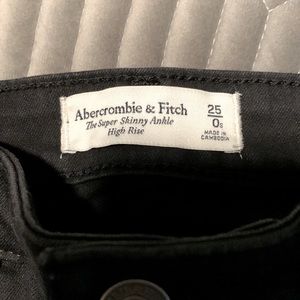 Abercrombie & Fitch
The Super Skinny Ankle
High Rise
25
0s
MADE IN
CAMBODIA